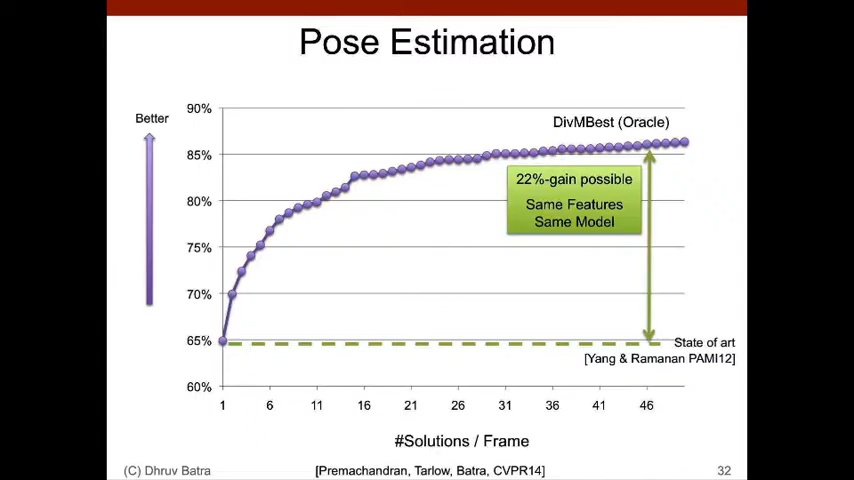 Pose Estimation
Better
90%
85%
80%
75%
70%
65%
60%
DivMBest (Oracle)
22%-gain possible
Same Features
Same Model
State of art
[Yang & Ramanan PAMI12]
1 6 11 16 21 26 31 36 41 46
#Solutions / Frame
(C) Dhruv Batra
[Premachandran, Tarlow, Batra, CVPR14]
32